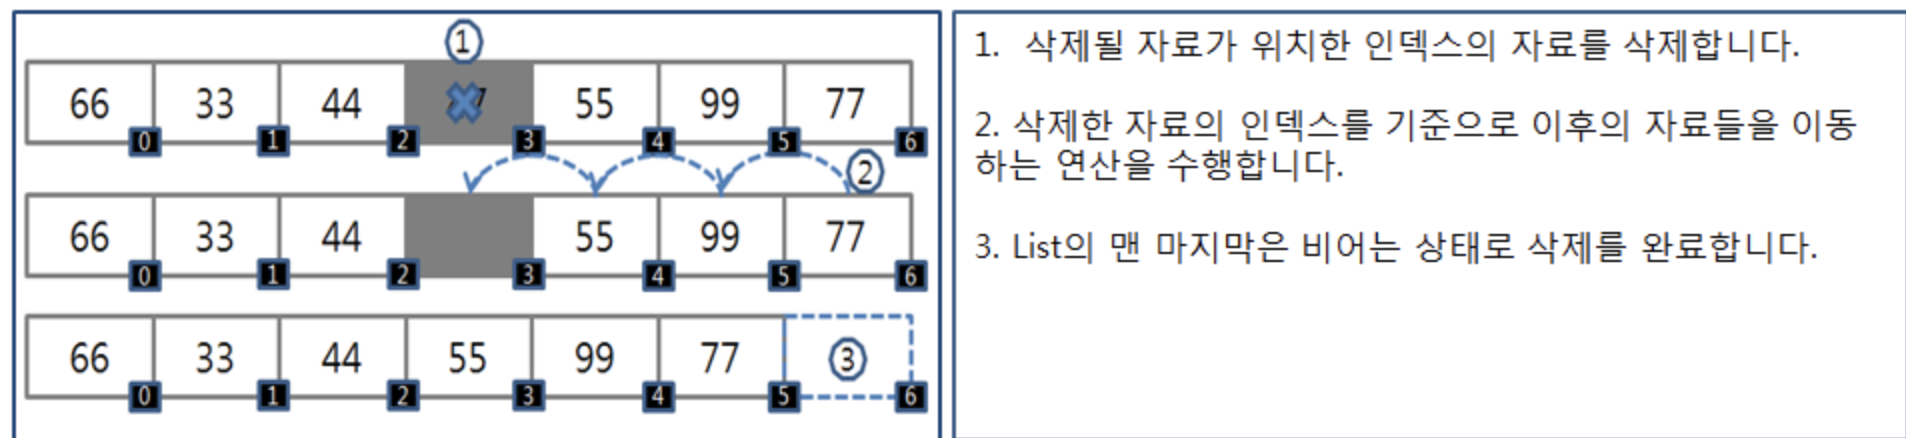 ①
66 33 44 55 99 77
0 1 2 3 4 5 6
②
66 33 44 55 99 77
0 1 2 3 4 5 6
66 33 44 55 99 77 ③
0 1 2 3 4 5 6
1. 삭제될 자료가 위치한 인덱스의 자료를 삭제합니다.
2. 삭제한 자료의 인덱스를 기준으로 이후의 자료들을 이동
하는 연산을 수행합니다.
3. List의 맨 마지막은 비어는 상태로 삭제를 완료합니다.